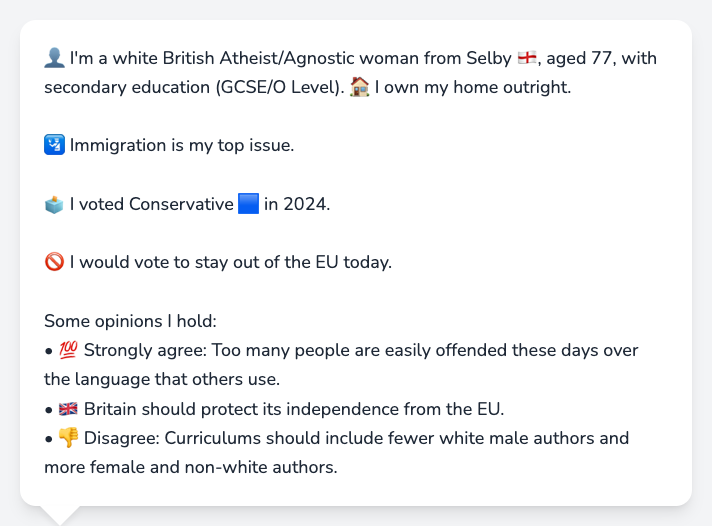 👤 I'm a white British Atheist/Agnostic woman from Selby 🏴󠁧󠁢󠁥󠁮󠁧󠁿, aged 77, with
secondary education (GCSE/O Level). 🏠 I own my home outright.
🛂 Immigration is my top issue.
🗳️ I voted Conservative 🟦 in 2024.
🚫 I would vote to stay out of the EU today.
Some opinions I hold:
• 💯 Strongly agree: Too many people are easily offended these days over
the language that others use.
• 🇬🇧 Britain should protect its independence from the EU.
• 👎 Disagree: Curriculums should include fewer white male authors and
more female and non-white authors.